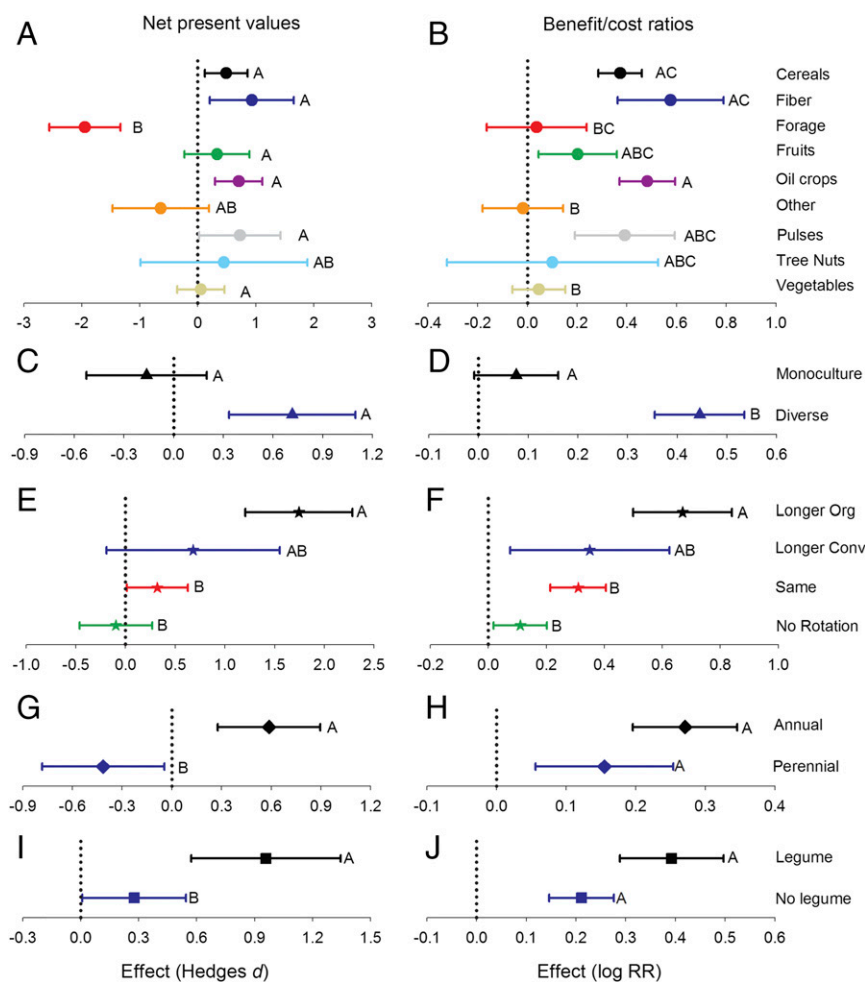 Net present values
Benefit/cost ratios
A
B
A
AC
Cereals
A
AC
Fiber
B
BC
Forage
A
ABC
Fruits
A
A
Oil crops
AB
B
Other
A
ABC
Pulses
AB
ABC
Tree Nuts
A
B
Vegetables
-3 -2 -1 0 1 2 3
-0.4 -0.2 0.0 0.2 0.4 0.6 0.8 1.0
C
D
A
A
Monoculture
A
B
Diverse
-0.9 -0.6 -0.3 0.0 0.3 0.6 0.9 1.2
-0.1 0.0 0.1 0.2 0.3 0.4 0.5 0.6
E
F
A
A
Longer Org
AB
AB
Longer Conv
B
B
Same
B
B
No Rotation
-1.0 -0.5 0.0 0.5 1.0 1.5 2.0 2.5
-0.2 0.0 0.2 0.4 0.6 0.8 1.0
G
H
A
A
Annual
B
A
Perennial
-0.9 -0.6 -0.3 0.0 0.3 0.6 0.9 1.2
-0.1 0.0 0.1 0.2 0.3 0.4
I
J
A
A
Legume
B
A
No legume
-0.3 0.0 0.3 0.6 0.9 1.2 1.5
-0.1 0.0 0.1 0.2 0.3 0.4 0.5 0.6
Effect (Hedges d)
Effect (log RR)